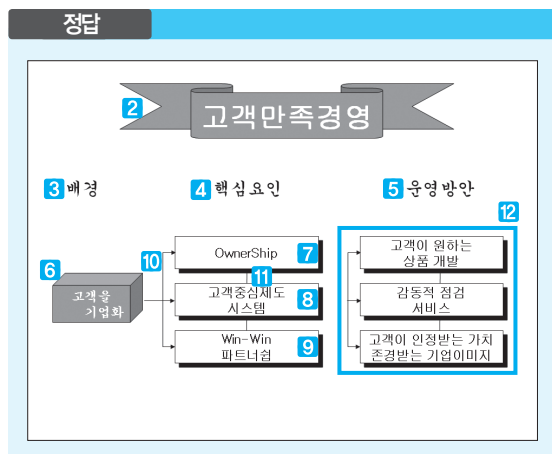 정답
2 고객만족경영
3 배경
4 핵심요인
5 운영방안
12
6
고객을
기업화
10
OwnerShip 7
11
고객중심제도
시스템
8
Win-Win
파트너쉽
9
고객이 원하는
상품 개발
감동적 점검
서비스
고객이 인정받는 가치
존경받는 기업이미지